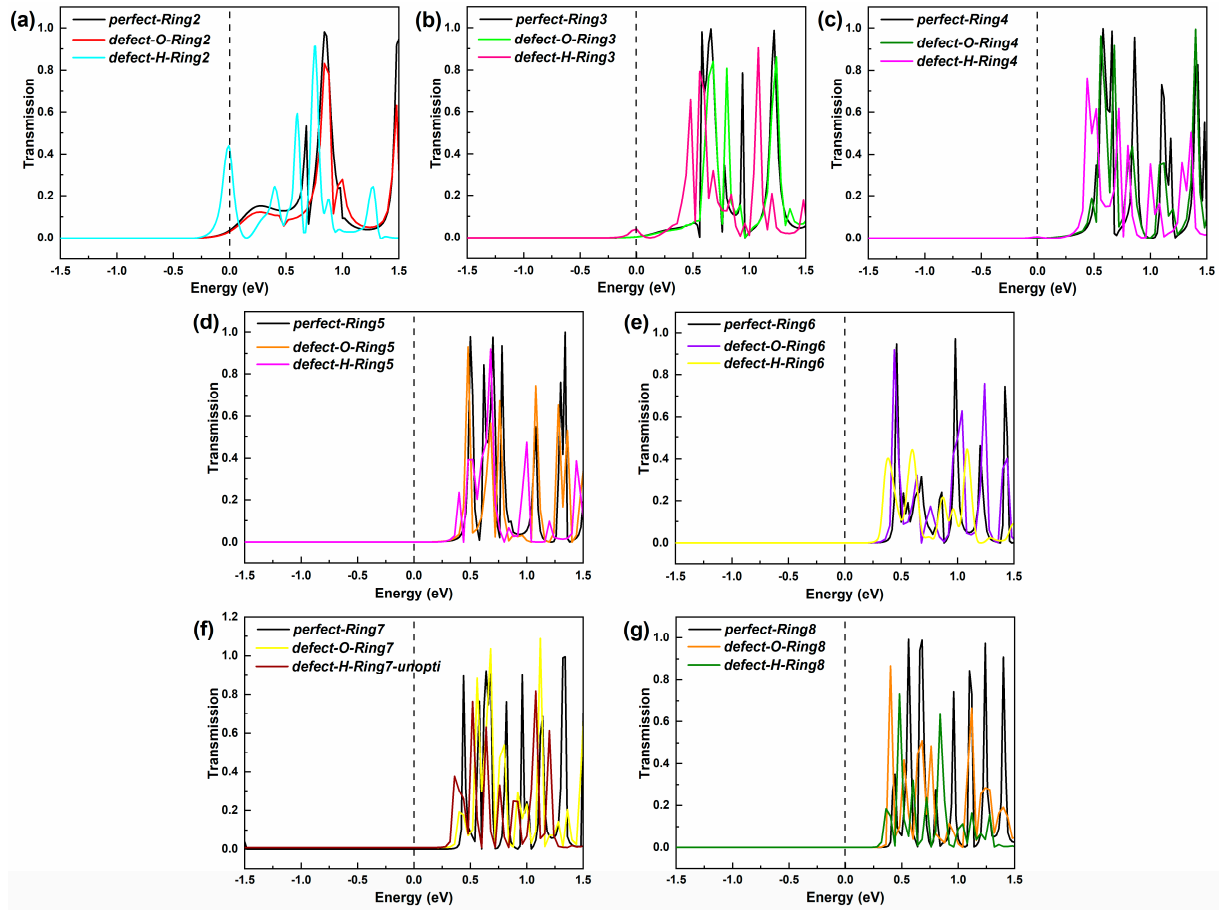 (a)
perfect-Ring2
defect-O-Ring2
defect-H-Ring2
1.0
0.8
0.6
0.4
0.2
0.0
Transmission
-1.5 -1.0 -0.5 0.0 0.5 1.0 1.5
Energy (eV)
(b)
perfect-Ring3
defect-O-Ring3
defect-H-Ring3
1.0
0.8
0.6
0.4
0.2
0.0
Transmission
-1.5 -1.0 -0.5 0.0 0.5 1.0 1.5
Energy (eV)
(c)
perfect-Ring4
defect-O-Ring4
defect-H-Ring4
1.0
0.8
0.6
0.4
0.2
0.0
Transmission
-1.5 -1.0 -0.5 0.0 0.5 1.0 1.5
Energy (eV)
(d)
perfect-Ring5
defect-O-Ring5
defect-H-Ring5
1.0
0.8
0.6
0.4
0.2
0.0
Transmission
-1.5 -1.0 -0.5 0.0 0.5 1.0 1.5
Energy (eV)
(e)
perfect-Ring6
defect-O-Ring6
defect-H-Ring6
1.0
0.8
0.6
0.4
0.2
0.0
Transmission
-1.5 -1.0 -0.5 0.0 0.5 1.0 1.5
Energy (eV)
(f)
perfect-Ring7
defect-O-Ring7
defect-H-Ring7-unopti
1.2
1.0
0.8
0.6
0.4
0.2
0.0
Transmission
-1.5 -1.0 -0.5 0.0 0.5 1.0 1.5
Energy (eV)
(g)
perfect-Ring8
defect-O-Ring8
defect-H-Ring8
1.0
0.8
0.6
0.4
0.2
0.0
Transmission
-1.5 -1.0 -0.5 0.0 0.5 1.0 1.5
Energy (eV)